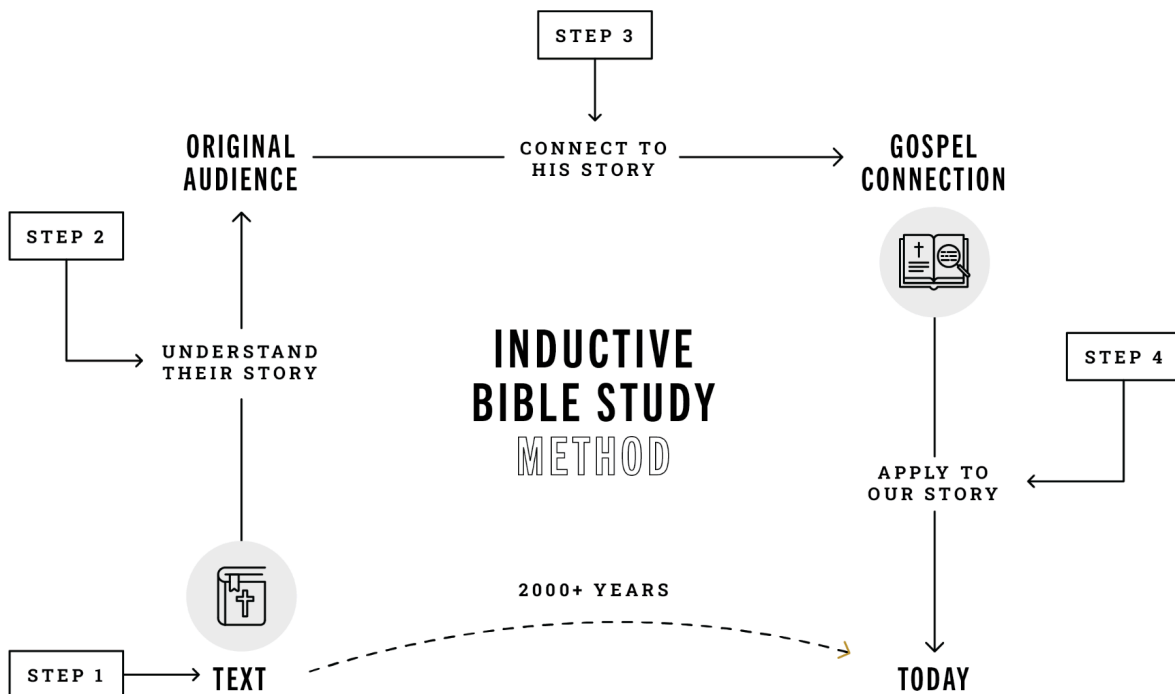 STEP 3
ORIGINAL
AUDIENCE
CONNECT TO
HIS STORY
GOSPEL
CONNECTION
STEP 2
UNDERSTAND
THEIR STORY
INDUCTIVE
BIBLE STUDY
METHOD
STEP 4
APPLY TO
OUR STORY
2000+ YEARS
STEP 1
TEXT
TODAY